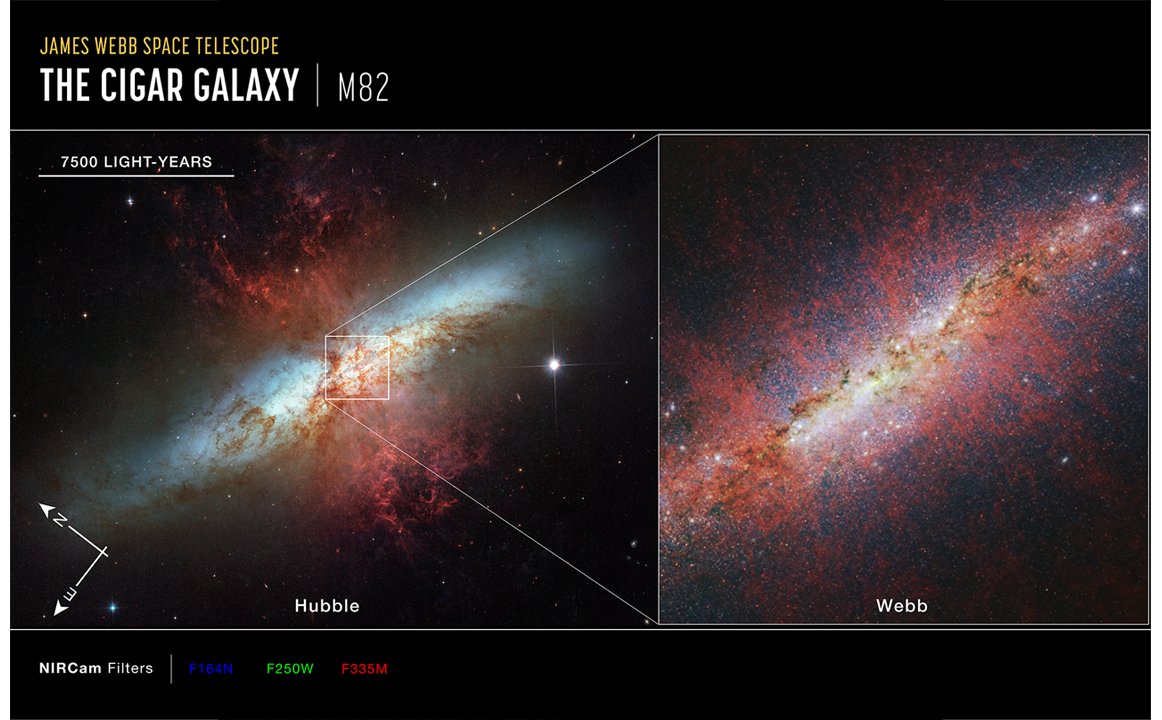 JAMES WEBB SPACE TELESCOPE
THE CIGAR GALAXY | M82
7500 LIGHT-YEARS
N
E
Hubble
Webb
NIRCam Filters | F164N F250W F335M